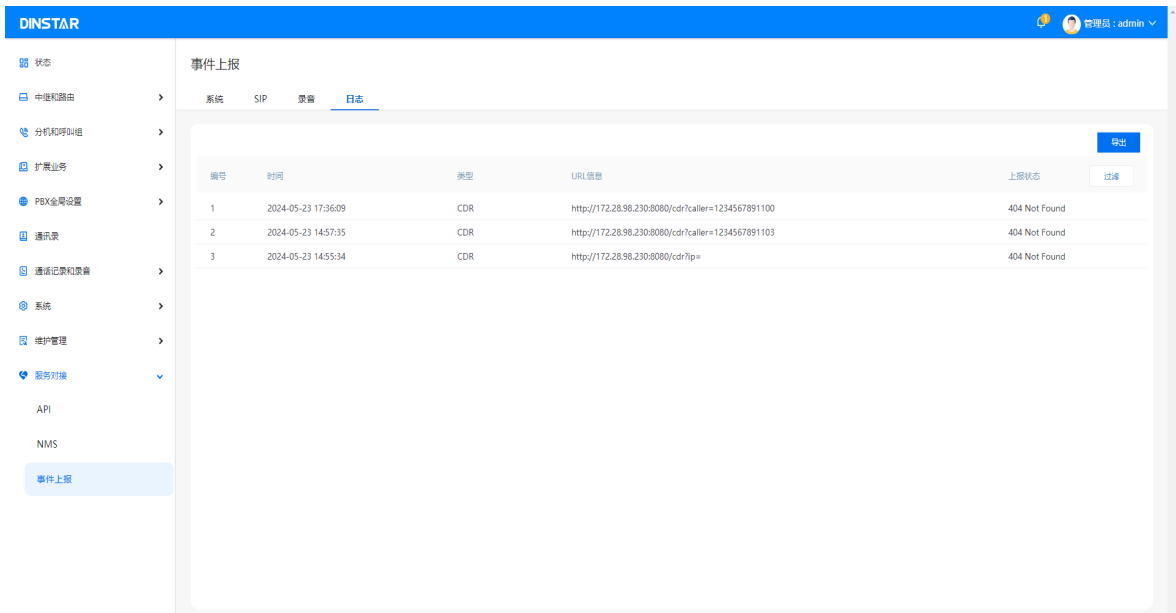 DINSTAR
1
管理员 : admin
状态
中继和路由
分机和呼叫组
扩展业务
PBX全局设置
通讯录
通话记录和录音
系统
维护管理
服务对接
API
NMS
事件上报
事件上报
系统 SIP 录音 日志
导出
编号 时间 类型 URL信息 上报状态 过滤
1 2024-05-23 17:36:09 CDR http://172.28.98.230:8080/cdr?caller=1234567891100 404 Not Found
2 2024-05-23 14:57:35 CDR http://172.28.98.230:8080/cdr?caller=1234567891103 404 Not Found
3 2024-05-23 14:55:34 CDR http://172.28.98.230:8080/cdr?ip= 404 Not Found